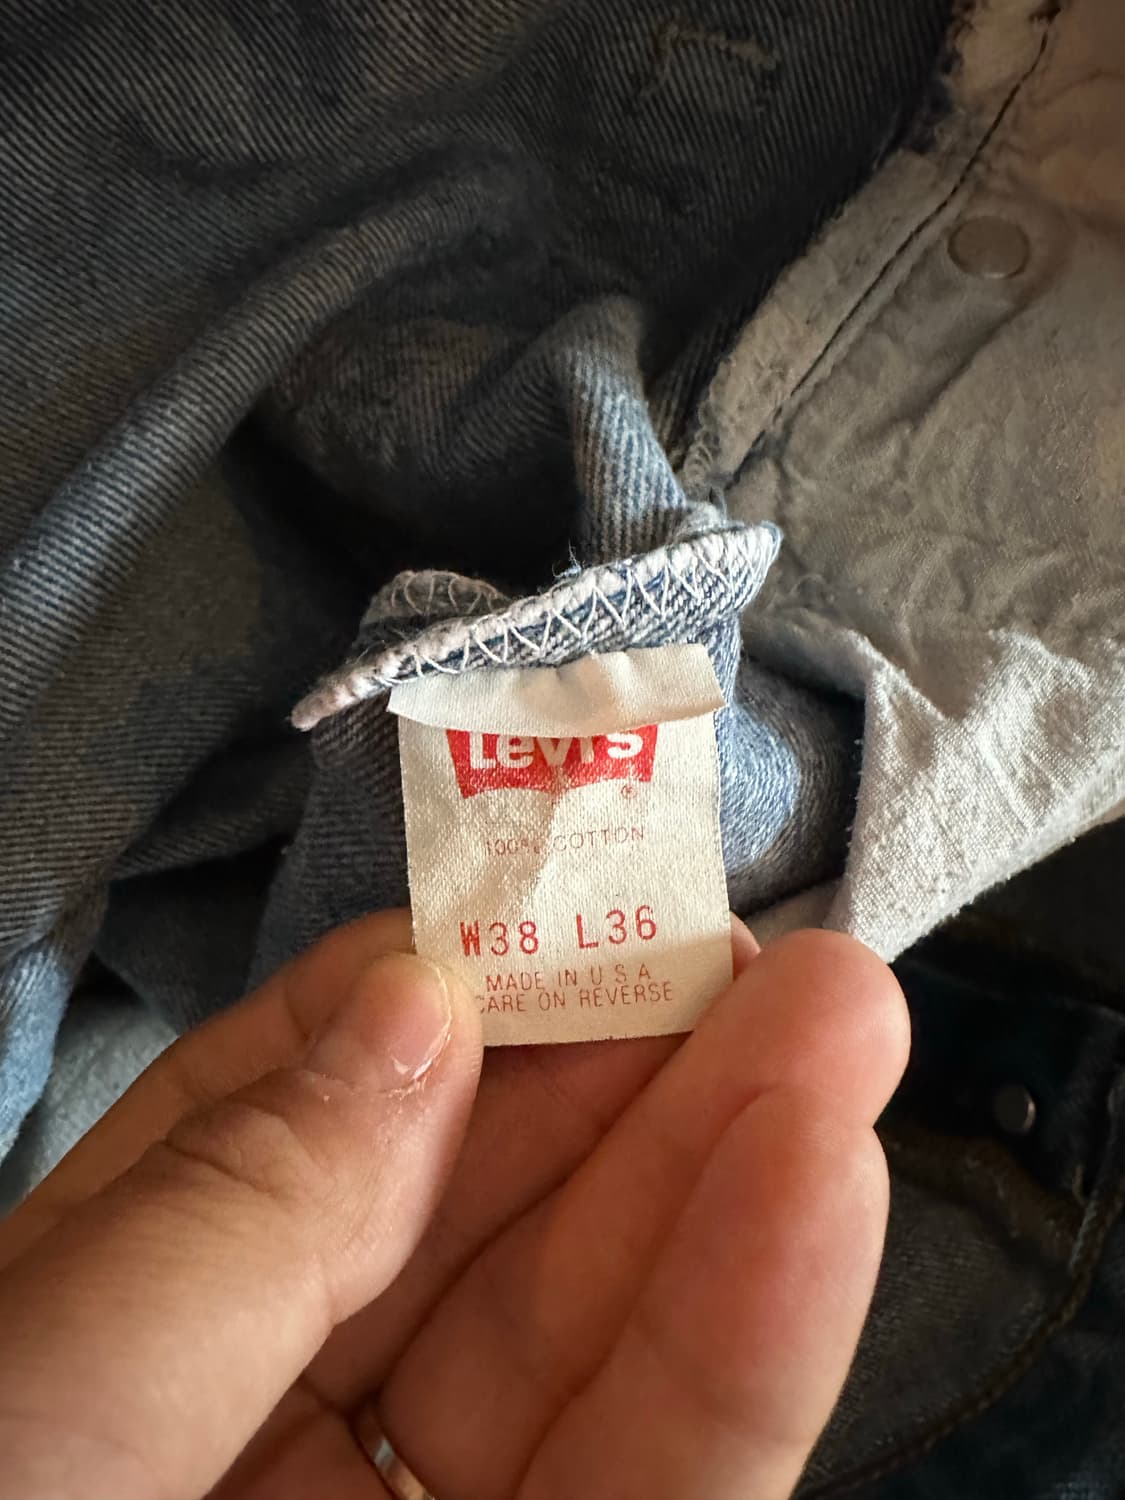 Levi's
®
100% COTTON
W38 L36
MADE IN U S A
CARE ON REVERSE